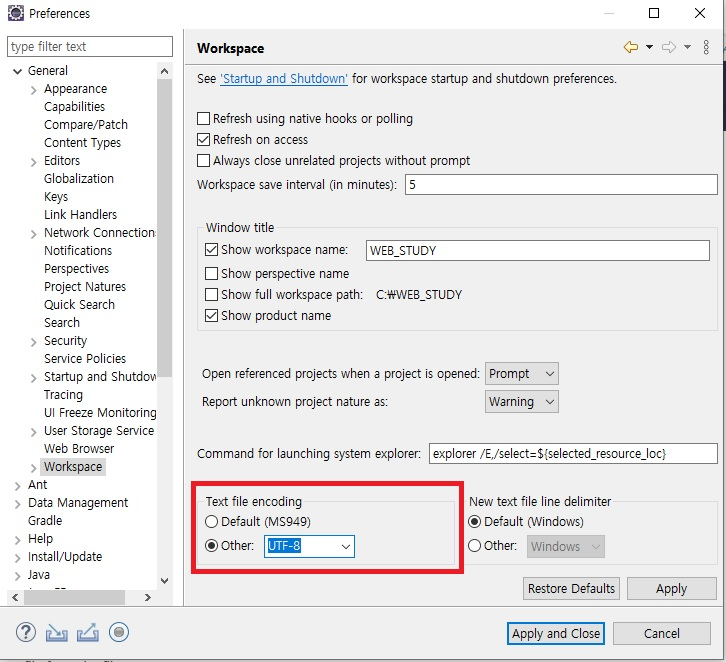 Preferences
type filter text
General
Appearance
Capabilities
Compare/Patch
Content Types
Editors
Globalization
Keys
Link Handlers
Network Connection
Notifications
Perspectives
Project Natures
Quick Search
Search
Security
Service Policies
Startup and Shutdow
Tracing
UI Freeze Monitoring
User Storage Service
Web Browser
Workspace
Ant
Data Management
Gradle
Help
Install/Update
Java
Workspace
See 'Startup and Shutdown' for workspace startup and shutdown preferences.
Refresh using native hooks or polling
Refresh on access
Always close unrelated projects without prompt
Workspace save interval (in minutes): 5
Window title
Show workspace name: WEB_STUDY
Show perspective name
Show full workspace path: C:₩WEB_STUDY
Show product name
Open referenced projects when a project is opened: Prompt
Report unknown project nature as: Warning
Command for launching system explorer: explorer /E,/select=${selected_resource_loc}
Text file encoding
Default (MS949)
Other: UTF-8
New text file line delimiter
Default (Windows)
Other: Windows
Restore Defaults Apply
Apply and Close Cancel